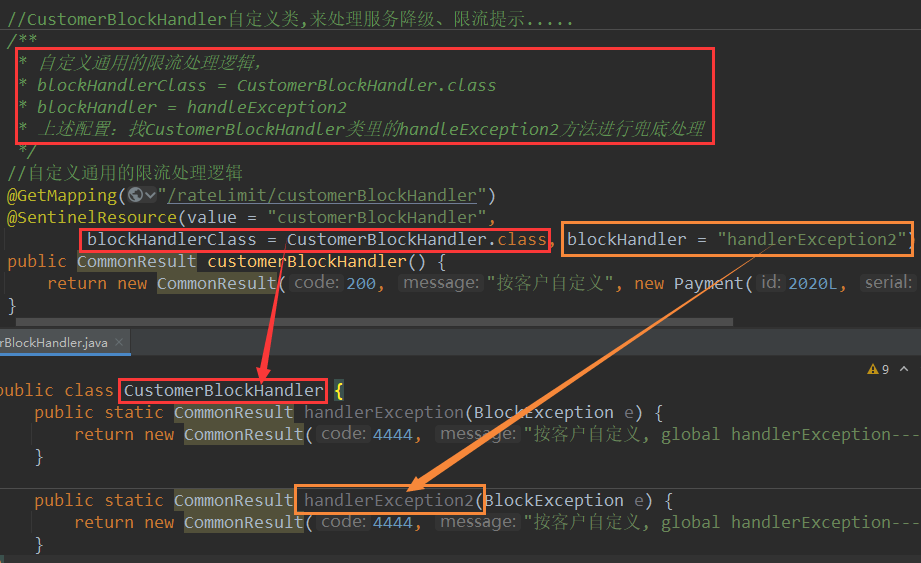 //CustomerBlockHandler自定义类,来处理服务降级、限流提示.....
/**
* 自定义通用的限流处理逻辑，
* blockHandlerClass = CustomerBlockHandler.class
* blockHandler = handleException2
* 上述配置：找CustomerBlockHandler类里的handleException2方法进行兜底处理
*/
//自定义通用的限流处理逻辑
@GetMapping("/rateLimit/customerBlockHandler")
@SentinelResource(value = "customerBlockHandler",
blockHandlerClass = CustomerBlockHandler.class, blockHandler = "handlerException2")
public CommonResult customerBlockHandler() {
return new CommonResult( code: 200, message: "按客户自定义", new Payment( id: 2020L, serial:
}
rBlockHandler.java ×
9
public class CustomerBlockHandler {
public static CommonResult handlerException(BlockException e) {
return new CommonResult( code: 4444, message: "按客户自定义, global handlerException---
}
public static CommonResult handlerException2(BlockException e) {
return new CommonResult( code: 4444, message: "按客户自定义, global handlerException---
}